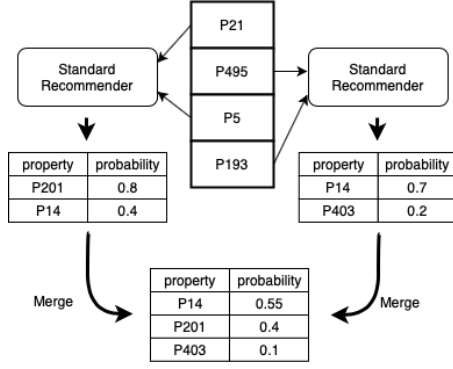 P21
P495
P5
P193
Standard
Recommender
Standard
Recommender
property probability
P201 0.8
P14 0.4
property probability
P14 0.7
P403 0.2
Merge
Merge
property probability
P14 0.55
P201 0.4
P403 0.1